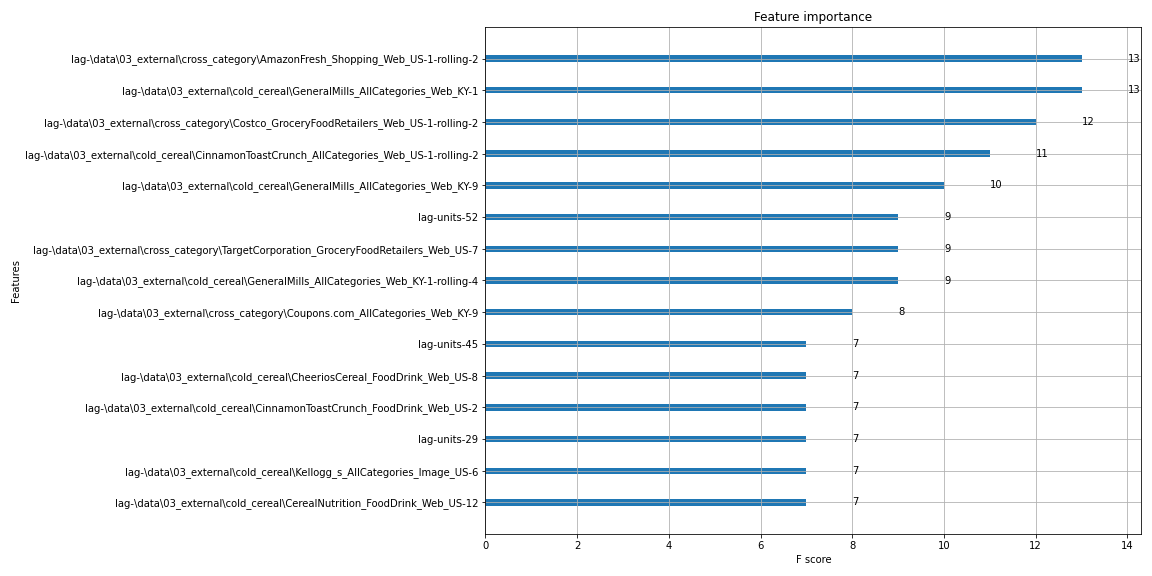 Feature importance
lag-\data\03_external\cross_category\AmazonFresh_Shopping_Web_US-1-rolling-2 13
lag-\data\03_external\cold_cereal\GeneralMills_AllCategories_Web_KY-1 13
lag-\data\03_external\cross_category\Costco_GroceryFoodRetailers_Web_US-1-rolling-2 12
lag-\data\03_external\cold_cereal\CinnamonToastCrunch_AllCategories_Web_US-1-rolling-2 11
lag-\data\03_external\cold_cereal\GeneralMills_AllCategories_Web_KY-9 10
lag-units-52 9
lag-\data\03_external\cross_category\TargetCorporation_GroceryFoodRetailers_Web_US-7 9
lag-\data\03_external\cold_cereal\GeneralMills_AllCategories_Web_KY-1-rolling-4 9
lag-\data\03_external\cross_category\Coupons.com_AllCategories_Web_KY-9 8
lag-units-45 7
lag-\data\03_external\cold_cereal\CheeriosCereal_FoodDrink_Web_US-8 7
lag-\data\03_external\cold_cereal\CinnamonToastCrunch_FoodDrink_Web_US-2 7
lag-units-29 7
lag-\data\03_external\cold_cereal\Kellogg_s_AllCategories_Image_US-6 7
lag-\data\03_external\cold_cereal\CerealNutrition_FoodDrink_Web_US-12 7
Features
0 2 4 6 8 10 12 14
F score